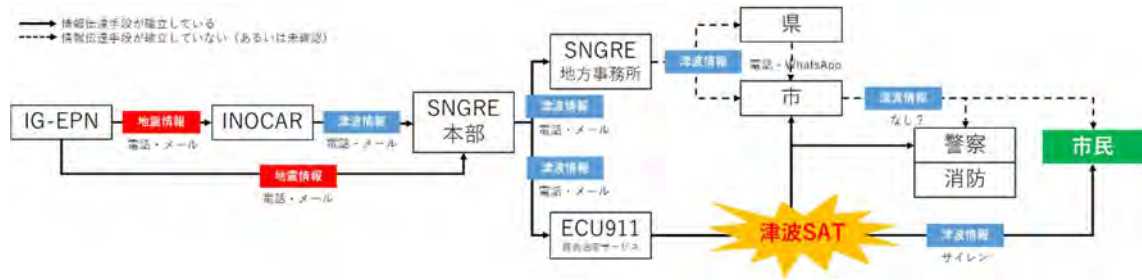 情報伝達手段が確立している
情報伝達手段が確立していない（あるいは未確認）
IG-EPN
地震情報
電話・メール
INOCAR
津波情報
電話・メール
SNGRE
本部
地震情報
電話・メール
津波情報
電話・メール
津波情報
電話・メール
SNGRE
地方事務所
津波情報
県
電話・WhatsApp
市
津波情報
なし？
警察
消防
市民
ECU911
津波SAT
津波情報
サイレン